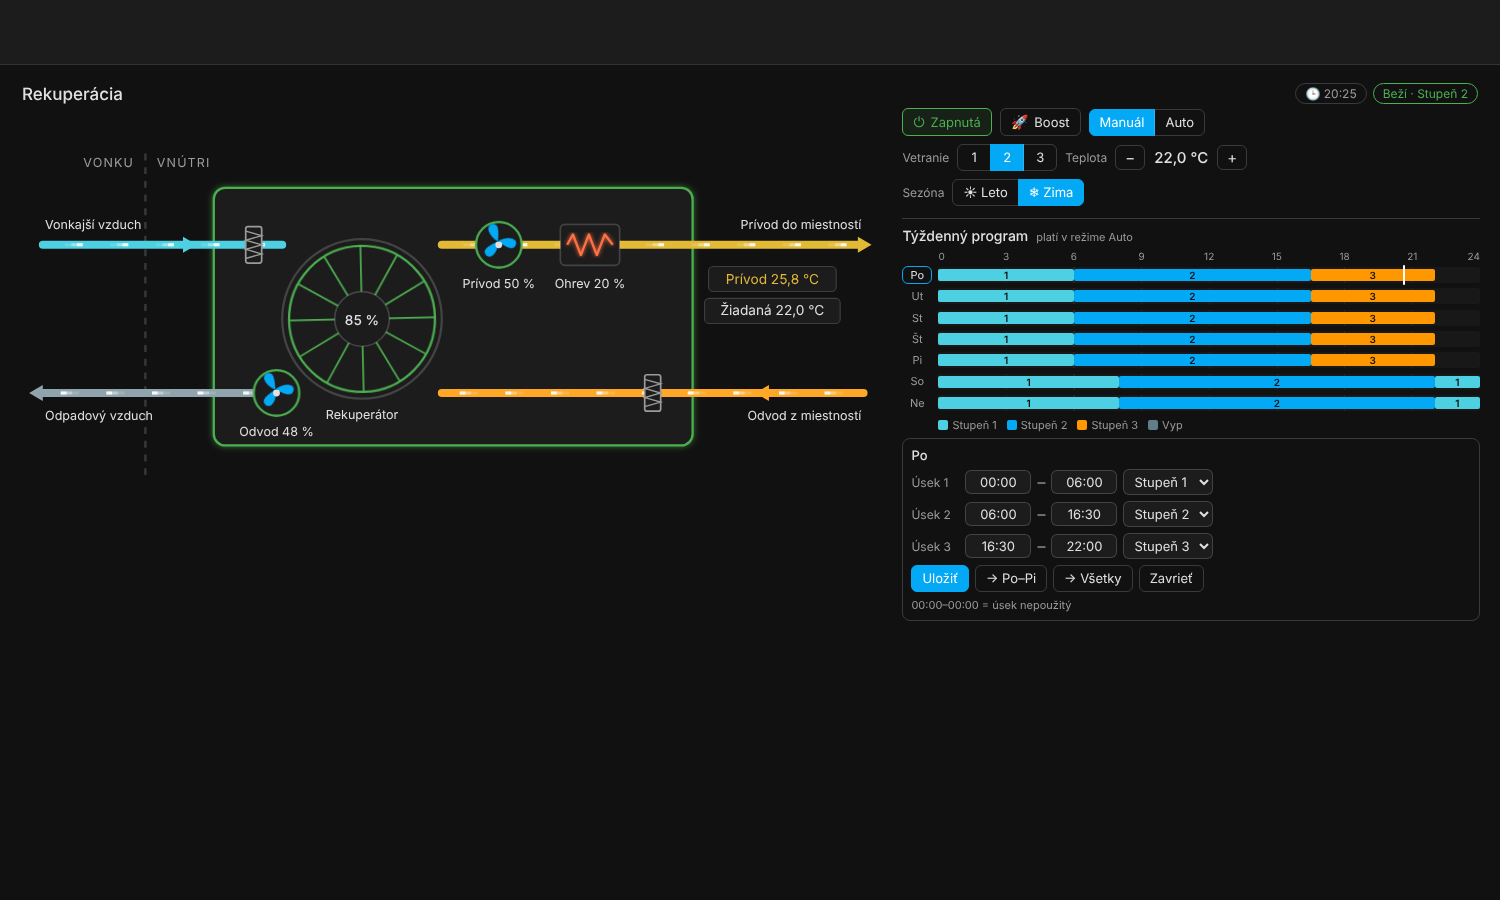 Rekuperácia
20:25
Beží · Stupeň 2
Zapnutá
Boost
Manuál
Auto
Vetranie
1
2
3
Teplota
−
22,0 °C
+
Sezóna
Leto
Zima
VONKU
VNÚTRI
Vonkajší vzduch
Prívod do miestností
Prívod 50 %
Ohrev 20 %
Prívod 25,8 °C
Žiadaná 22,0 °C
85 %
Rekuperátor
Odpadový vzduch
Odvod 48 %
Odvod z miestností
Týždenný program
platí v režime Auto
0 3 6 9 12 15 18 21 24
Po 1 2 3
Ut 1 2 3
St 1 2 3
Št 1 2 3
Pi 1 2 3
So 1 2 1
Ne 1 2 1
Stupeň 1 Stupeň 2 Stupeň 3 Vyp
Po
Úsek 1 00:00 – 06:00 Stupeň 1
Úsek 2 06:00 – 16:30 Stupeň 2
Úsek 3 16:30 – 22:00 Stupeň 3
Uložiť → Po–Pi → Všetky Zavrieť
00:00–00:00 = úsek nepoužitý